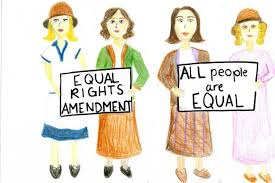 EQUAL
RIGHTS
AMENDMENT
ALL people
are
EQUAL